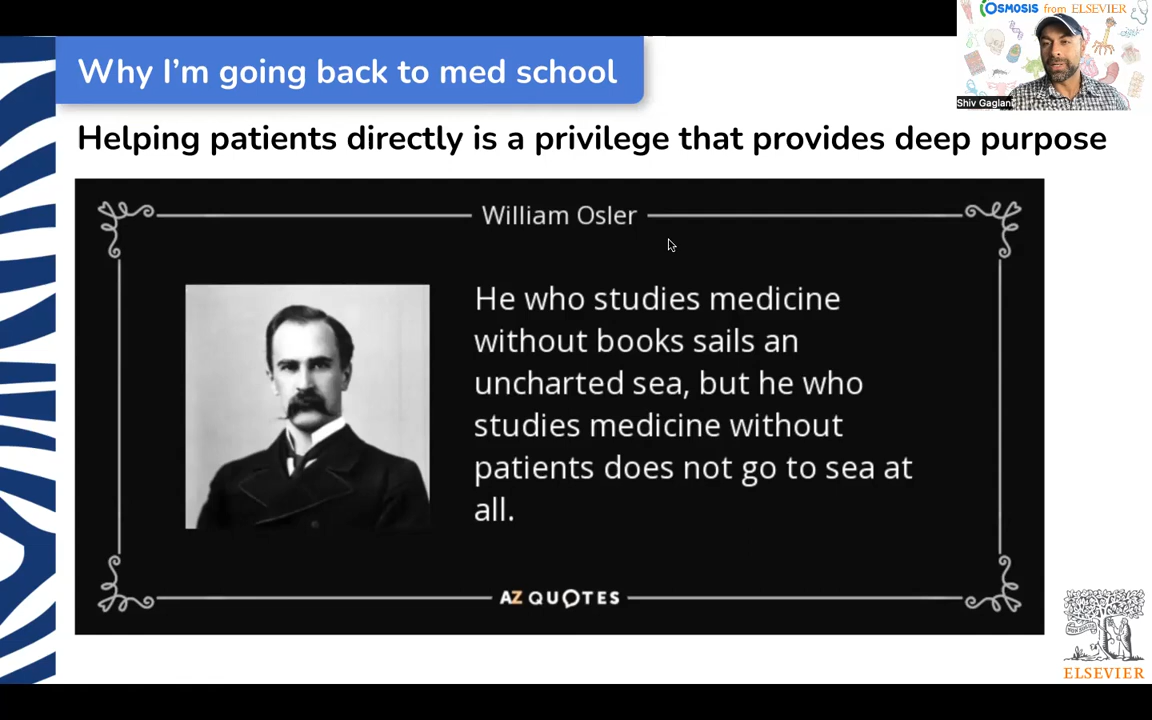 OSMOSIS from ELSEVIER
Shiv Gaglani
Why I'm going back to med school
Helping patients directly is a privilege that provides deep purpose
William Osler
He who studies medicine
without books sails an
uncharted sea, but he who
studies medicine without
patients does not go to sea at
all.
AZ QUOTES
ELSEVIER